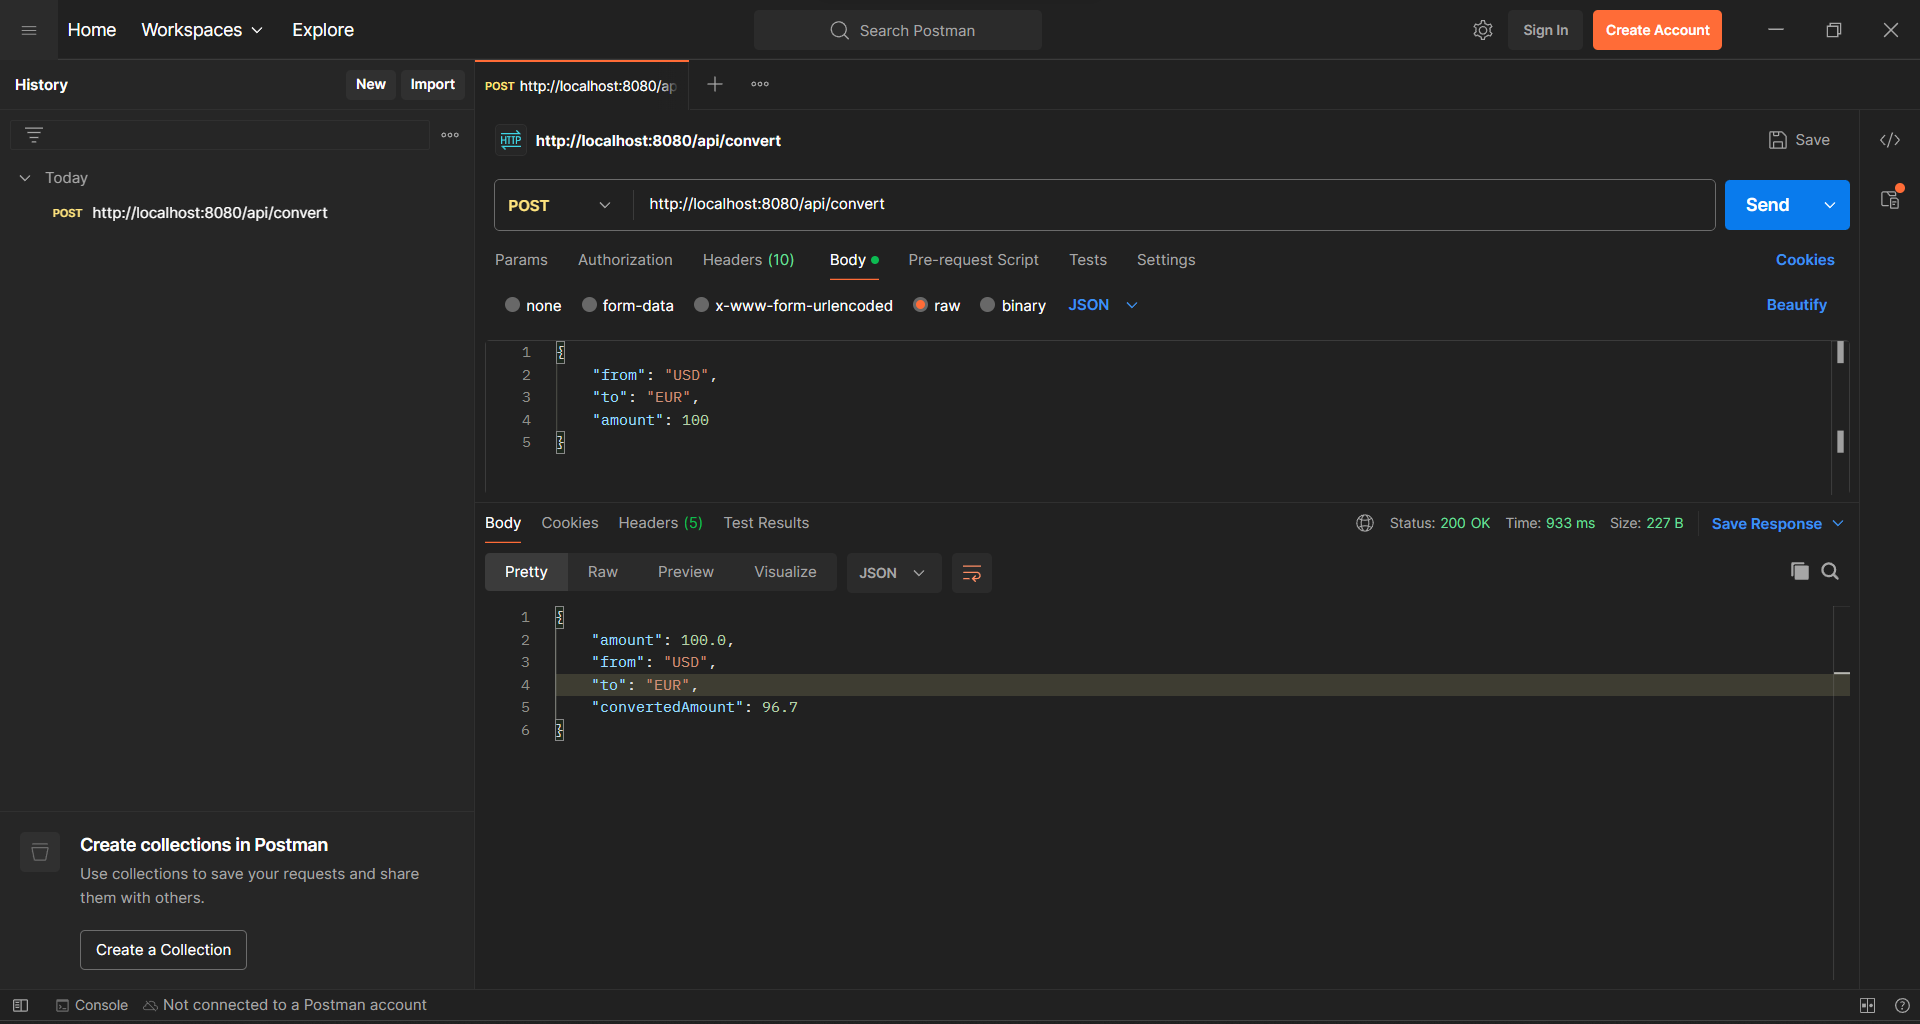 Home Workspaces Explore Search Postman Sign In Create Account
History New Import
POST http://localhost:8080/ap
HTTP http://localhost:8080/api/convert Save
Today
POST http://localhost:8080/api/convert
POST http://localhost:8080/api/convert Send
Params Authorization Headers (10) Body Pre-request Script Tests Settings Cookies
none form-data x-www-form-urlencoded raw binary JSON Beautify
1 {
2 "from": "USD",
3 "to": "EUR",
4 "amount": 100
5 }
Body Cookies Headers (5) Test Results Status: 200 OK Time: 933 ms Size: 227 B Save Response
Pretty Raw Preview Visualize JSON
1 {
2 "amount": 100.0,
3 "from": "USD",
4 "to": "EUR",
5 "convertedAmount": 96.7
6 }
Create collections in Postman
Use collections to save your requests and share
them with others.
Create a Collection
Console Not connected to a Postman account